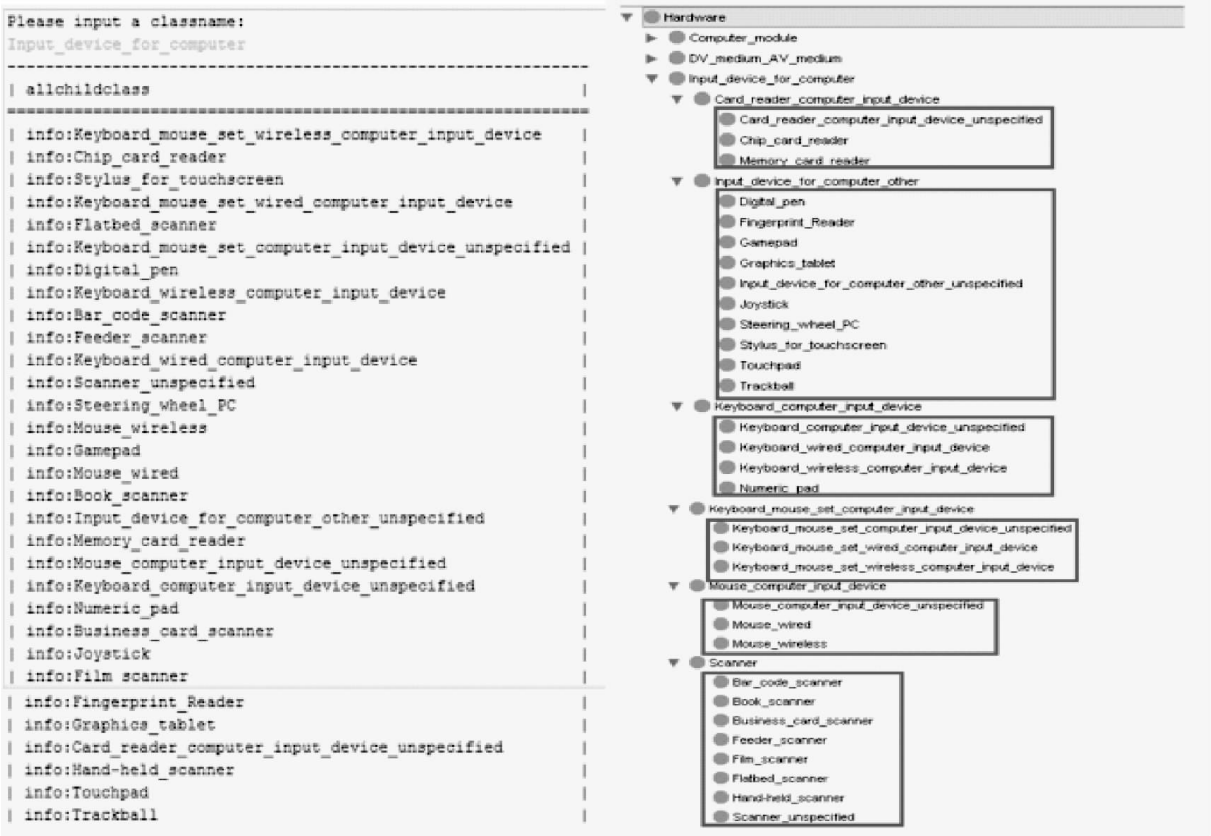 Please input a classname:
Input_device_for_computer
| allchildclass |
| info:Keyboard_mouse_set_wireless_computer_input_device |
| info:Chip_card_reader |
| info:Stylus_for_touchscreen |
| info:Keyboard_mouse_set_wired_computer_input_device |
| info:Flatbed_scanner |
| info:Keyboard_mouse_set_computer_input_device_unspecified |
| info:Digital_pen |
| info:Keyboard_wireless_computer_input_device |
| info:Bar_code_scanner |
| info:Feeder_scanner |
| info:Keyboard_wired_computer_input_device |
| info:Scanner_unspecified |
| info:Steering_wheel_PC |
| info:Mouse_wireless |
| info:Gamepad |
| info:Mouse_wired |
| info:Book_scanner |
| info:Input_device_for_computer_other_unspecified |
| info:Memory_card_reader |
| info:Mouse_computer_input_device_unspecified |
| info:Keyboard_computer_input_device_unspecified |
| info:Numeric_pad |
| info:Business_card_scanner |
| info:Joystick |
| info:Film_scanner |
| info:Fingerprint_Reader |
| info:Graphics_tablet |
| info:Card_reader_computer_input_device_unspecified |
| info:Hand-held_scanner |
| info:Touchpad |
| info:Trackball |
Hardware
Computer_module
DV_medium_AV_medium
Input_device_for_computer
Card_reader_computer_input_device
Card_reader_computer_input_device_unspecified
Chip_card_reader
Memory_card_reader
Input_device_for_computer_other
Digital_pen
Fingerprint_Reader
Gamepad
Graphics_tablet
Input_device_for_computer_other_unspecified
Joystick
Steering_wheel_PC
Stylus_for_touchscreen
Touchpad
Trackball
Keyboard_computer_input_device
Keyboard_computer_input_device_unspecified
Keyboard_wired_computer_input_device
Keyboard_wireless_computer_input_device
Numeric_pad
Keyboard_mouse_set_computer_input_device
Keyboard_mouse_set_computer_input_device_unspecified
Keyboard_mouse_set_wired_computer_input_device
Keyboard_mouse_set_wireless_computer_input_device
Mouse_computer_input_device
Mouse_computer_input_device_unspecified
Mouse_wired
Mouse_wireless
Scanner
Bar_code_scanner
Book_scanner
Business_card_scanner
Feeder_scanner
Film_scanner
Flatbed_scanner
Hand-held_scanner
Scanner_unspecified